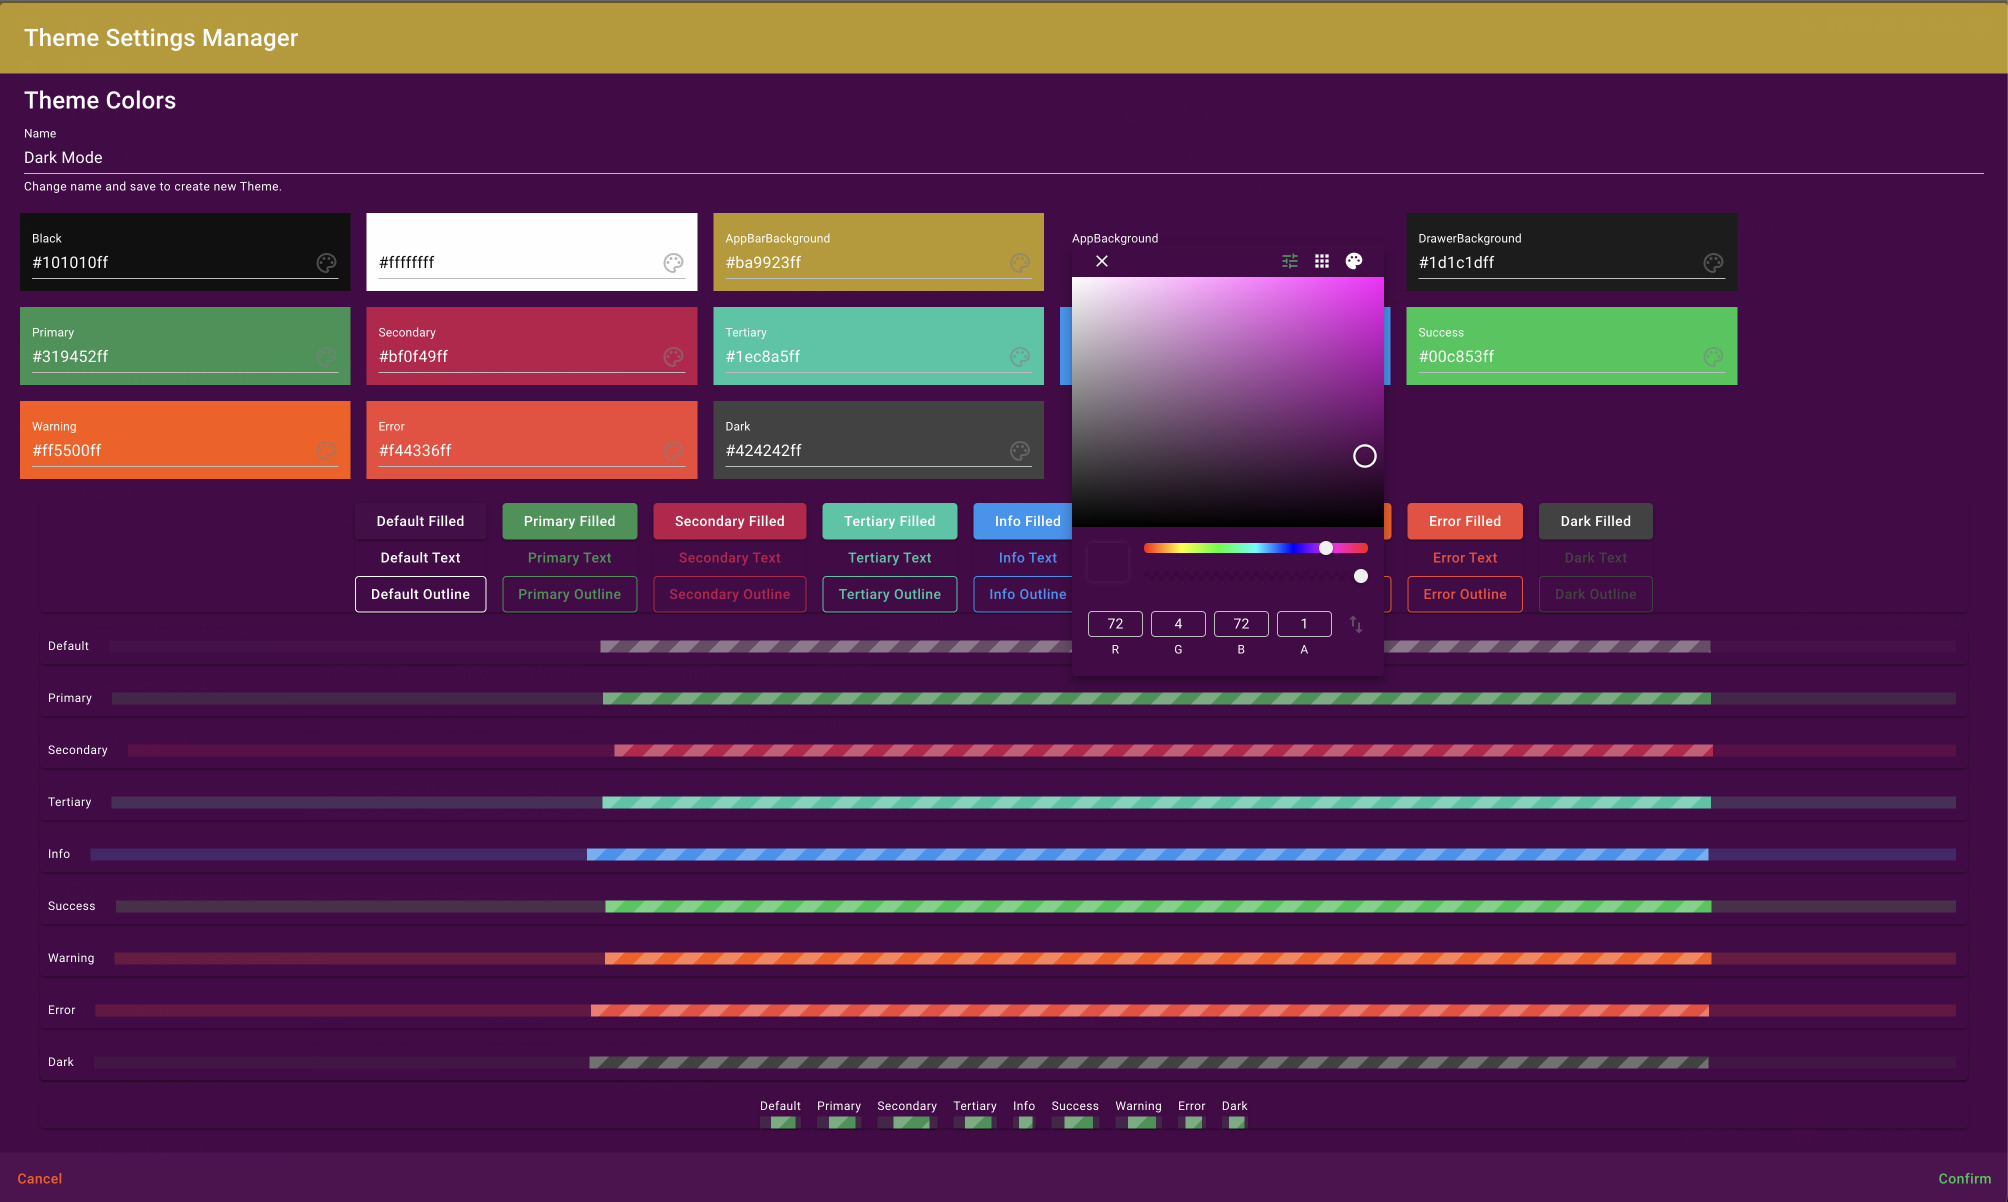 Theme Settings Manager
Theme Colors
Name
Dark Mode
Change name and save to create new Theme.
Black
#101010ff
#ffffffff
AppBarBackground
#ba9923ff
AppBackground
DrawerBackground
#1d1c1dff
Primary
#319452ff
Secondary
#bf0f49ff
Tertiary
#1ec8a5ff
Success
#00c853ff
Warning
#ff5500ff
Error
#f44336ff
Dark
#424242ff
Default Filled Primary Filled Secondary Filled Tertiary Filled Info Filled Error Filled Dark Filled
Default Text Primary Text Secondary Text Tertiary Text Info Text Error Text Dark Text
Default Outline Primary Outline Secondary Outline Tertiary Outline Info Outline Error Outline Dark Outline
72 4 72 1
R G B A
Default
Primary
Secondary
Tertiary
Info
Success
Warning
Error
Dark
Default Primary Secondary Tertiary Info Success Warning Error Dark
Cancel Confirm